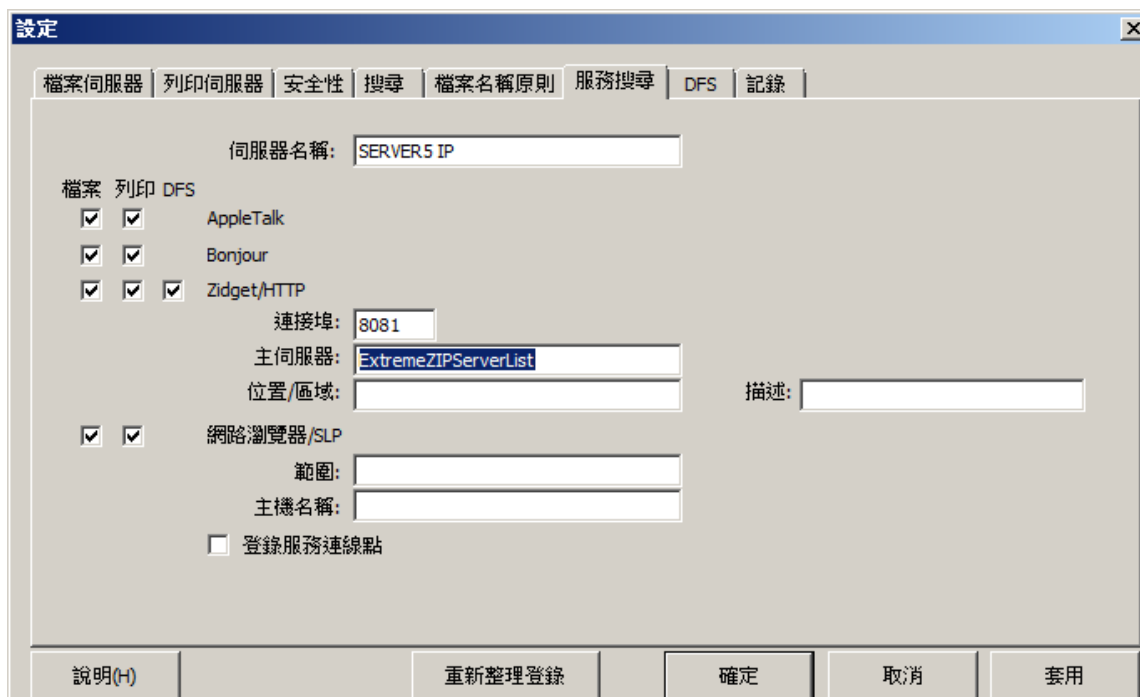 設定
檔案伺服器 列印伺服器 安全性 搜尋 檔案名稱原則 服務搜尋 DFS 記錄
伺服器名稱: SERVER5 IP
檔案 列印 DFS
AppleTalk
Bonjour
Zidget/HTTP
連接埠: 8081
主伺服器: ExtremeZIPServerList
位置/區域: 描述:
網路瀏覽器/SLP
範圍:
主機名稱:
登錄服務連線點
說明(H) 重新整理登錄 確定 取消 套用